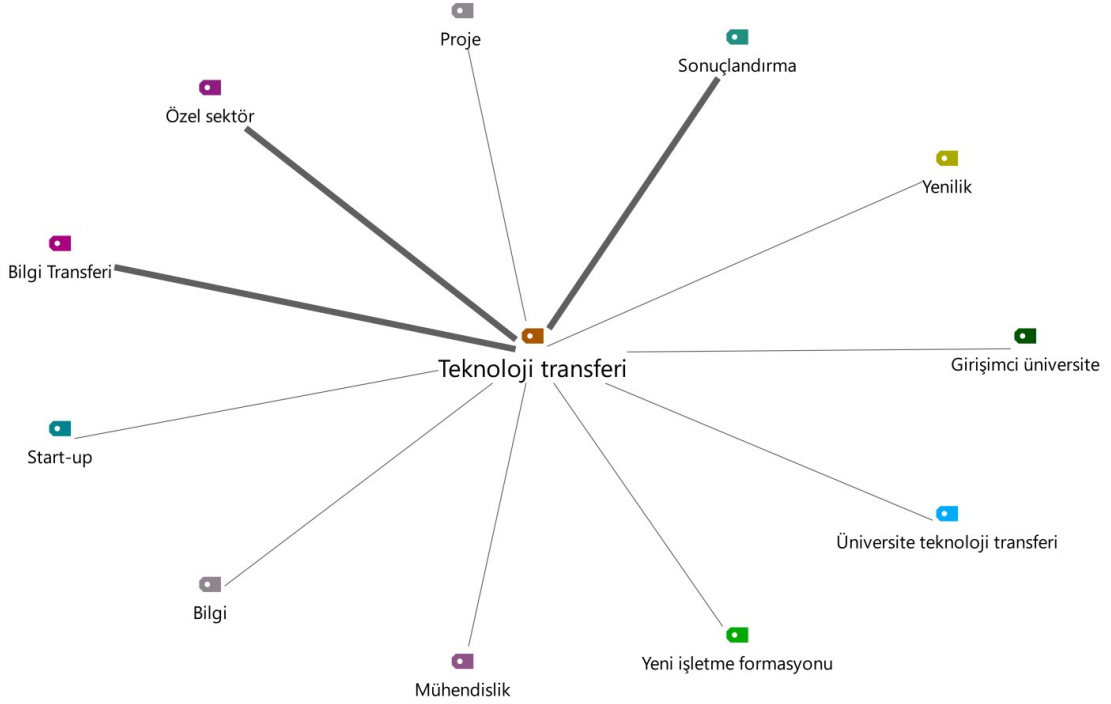 Proje
Sonuçlandırma
Özel sektör
Yenilik
Bilgi Transferi
Teknoloji transferi
Girişimci üniversite
Start-up
Üniversite teknoloji transferi
Bilgi
Yeni işletme formasyonu
Mühendislik